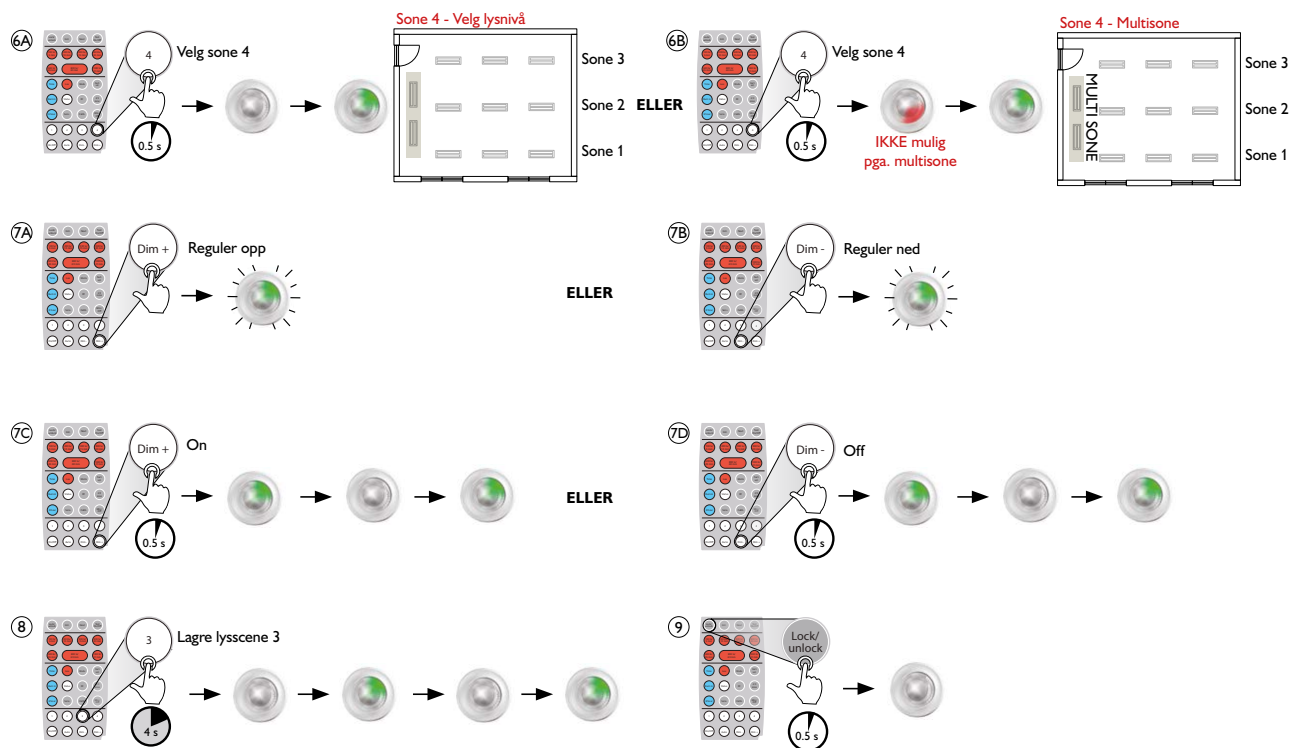 Sone 4 - Velg lysnivå
6A
4
Velg sone 4
0.5 s
Sone 3
Sone 2
Sone 1
ELLER
Sone 4 - Multisone
6B
4
Velg sone 4
0.5 s
IKKE mulig
pga. multisone
MULTI SONE
Sone 3
Sone 2
Sone 1
7A
Dim +
Reguler opp
ELLER
7B
Dim -
Reguler ned
7C
Dim +
On
0.5 s
ELLER
7D
Dim -
Off
0.5 s
8
3
Lagre lysscene 3
4 s
9
Lock/
unlock
0.5 s